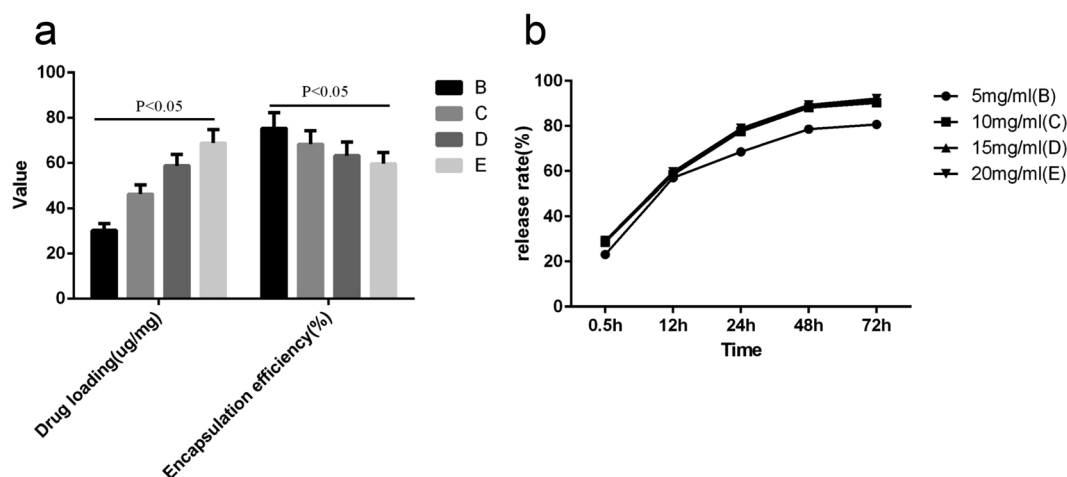 a
Value
100
80
60
40
20
0
P<0.05
P<0.05
B
C
D
E
Drug loading(ug/mg)
Encapsulation efficiency(%)
b
release rate(%)
100
80
60
40
20
0
0.5h 12h 24h 48h 72h
Time
5mg/ml(B)
10mg/ml(C)
15mg/ml(D)
20mg/ml(E)